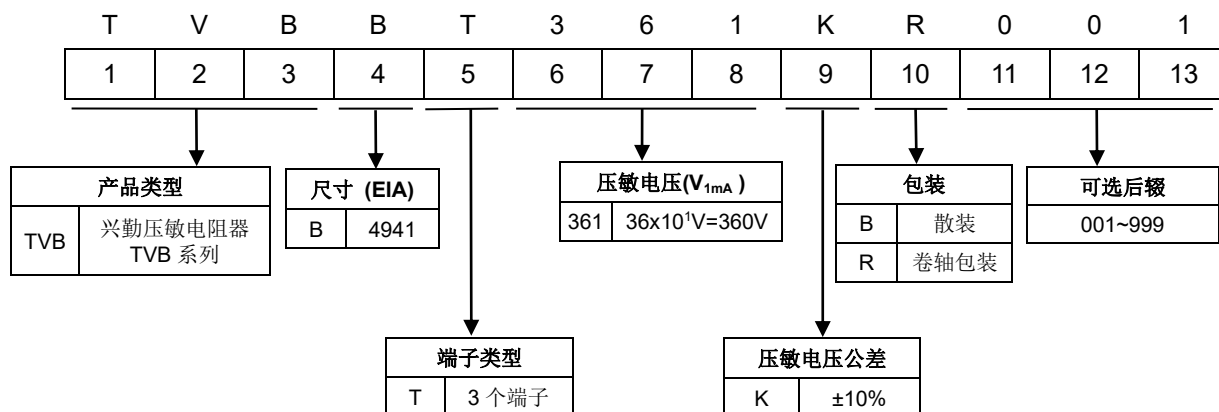 T V B B T 3 6 1 K R 0 0 1
1 2 3 4 5 6 7 8 9 10 11 12 13
产品类型
TVB 兴勤压敏电阻器
TVB 系列
尺寸 (EIA)
B 4941
压敏电压(V1mA )
361 36x10¹V=360V
包装
B 散装
R 卷轴包装
可选后辍
001~999
端子类型
T 3 个端子
压敏电压公差
K ±10%